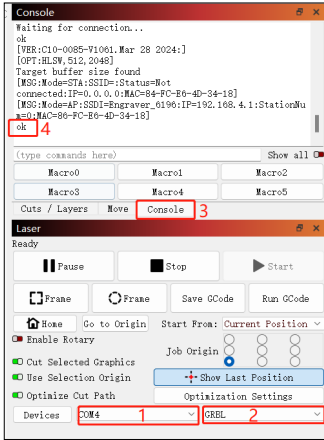 Console
Waiting for connection...
ok
[VER:C10-0085-V1061.Mar 28 2024:]
[OPT:HLSW,512,2048]
Target buffer size found
[MSG:Mode=STA:SSID=:Status=Not
connected:IP=0.0.0.0:MAC=84-FC-E6-4D-34-18]
[MSG:Mode=AP:SSDI=Engraver_6196:IP=192.168.4.1:StationNu
m=0:MAC=86-FC-E6-4D-34-18]
ok 4
(type commands here) Show all
Macro0 Macro1 Macro2
Macro3 Macro4 Macro5
Cuts / Layers Move Console 3
Laser
Ready
Pause Stop Start
Frame Frame Save GCode Run GCode
Home Go to Origin Start From: Current Position
Enable Rotary
Job Origin
Cut Selected Graphics
Use Selection Origin Show Last Position
Optimize Cut Path Optimization Settings
Devices COM4 1 GRBL 2